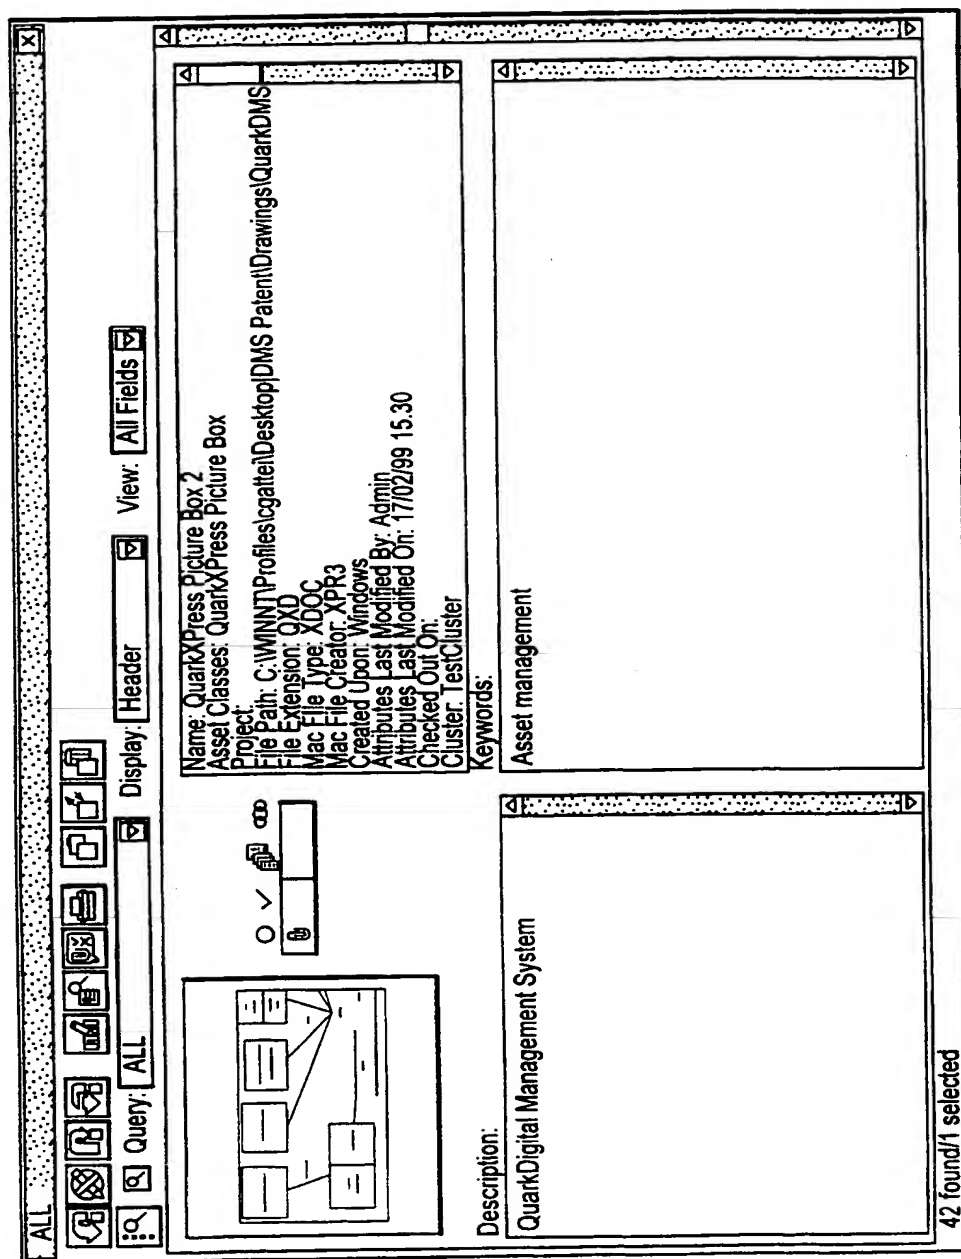 ALL
Query: ALL Display: Header View: All Fields
Name: QuarkXPress Picture Box 2
Asset Classes: QuarkXPress Picture Box
Project:
File Path: C:\WINNT\Profiles\cgattei\Desktop|DMS Patent\Drawings\QuarkDMS
File Extension: QXD
Mac File Type: XDOC
Mac File Creator: XPR3
Created Upon: Windows
Attributes Last Modified By: Admin
Attributes Last Modified On: 17/02/99 15.30
Checked Out On:
Cluster: TestCluster
Description:
QuarkDigital Management System
Keywords:
Asset management
42 found/1 selected